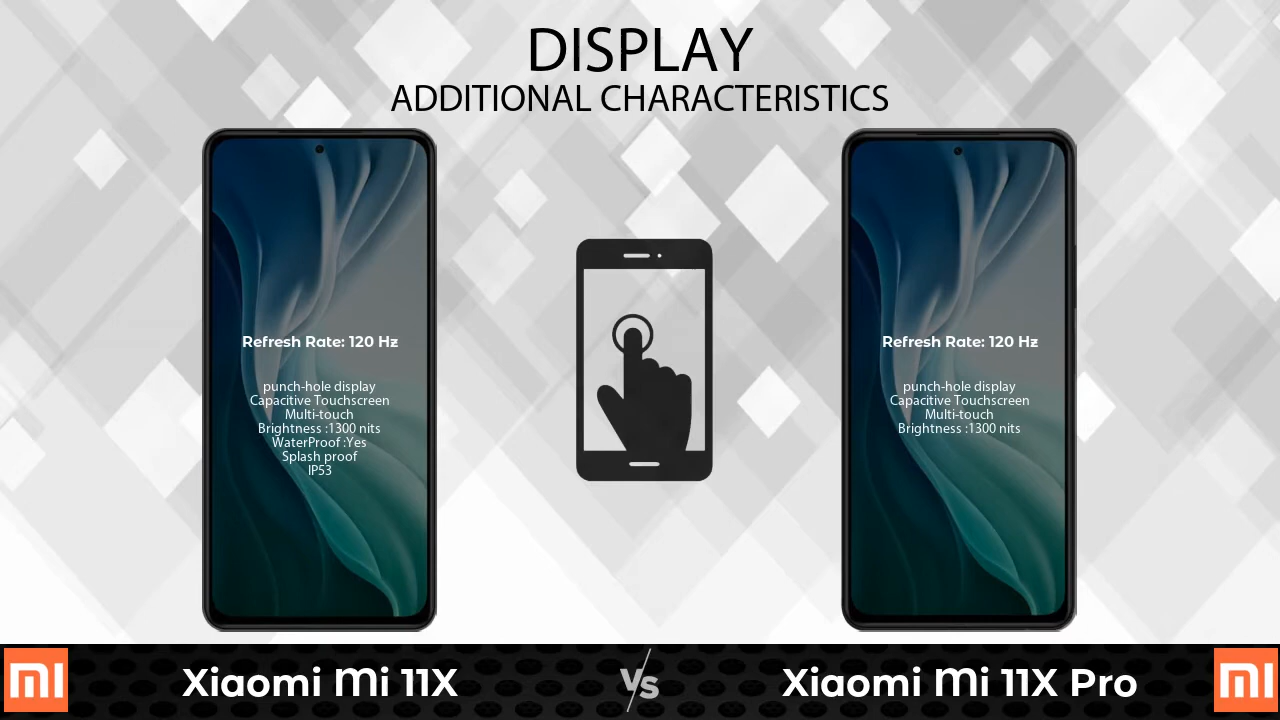 DISPLAY
ADDITIONAL CHARACTERISTICS
Refresh Rate: 120 Hz
punch-hole display
Capacitive Touchscreen
Multi-touch
Brightness :1300 nits
WaterProof :Yes
Splash proof
IP53
Refresh Rate: 120 Hz
punch-hole display
Capacitive Touchscreen
Multi-touch
Brightness :1300 nits
MI
Xiaomi Mi 11X
VS
Xiaomi Mi 11X Pro
MI